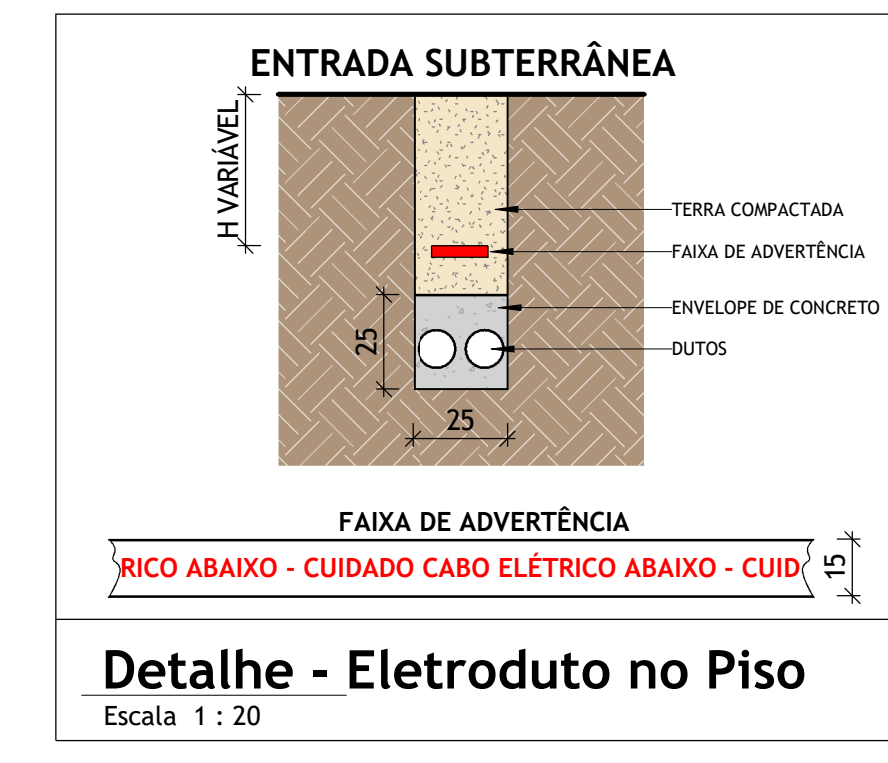 ENTRADA SUBTERRÂNEA
H VARIÁVEL
TERRA COMPACTADA
FAIXA DE ADVERTÊNCIA
ENVELOPE DE CONCRETO
25
DUTOS
25
FAIXA DE ADVERTÊNCIA
RICO ABAIXO - CUIDADO CABO ELÉTRICO ABAIXO - CUID
15
Detalhe - Eletroduto no Piso
Escala 1 : 20